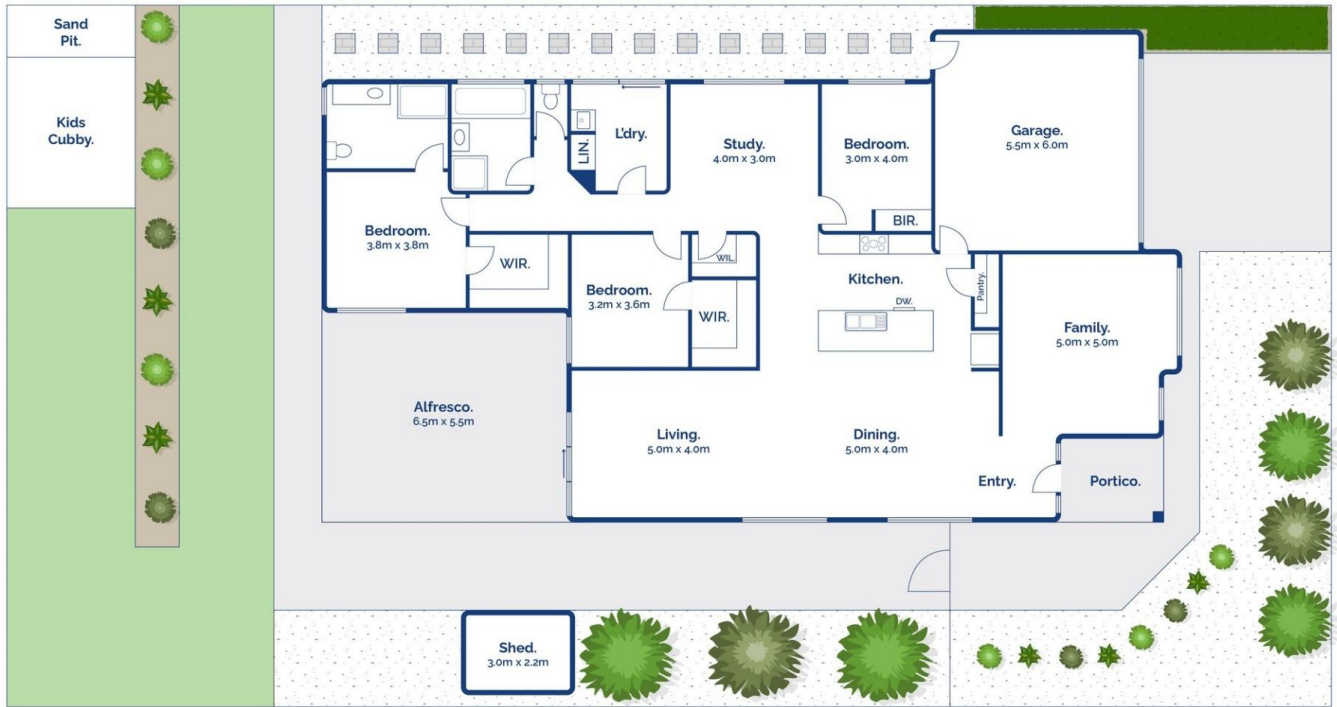 Sand
Pit.
Kids
Cubby.
LIN.
L'dry.
Study.
4.0m x 3.0m
Bedroom.
3.0m x 4.0m
BIR.
Garage.
5.5m x 6.0m
Bedroom.
3.8m x 3.8m
WIR.
Bedroom.
3.2m x 3.6m
WIL.
WIR.
Kitchen.
DW.
Pantry.
Family.
5.0m x 5.0m
Alfresco.
6.5m x 5.5m
Living.
5.0m x 4.0m
Dining.
5.0m x 4.0m
Entry.
Portico.
Shed.
3.0m x 2.2m